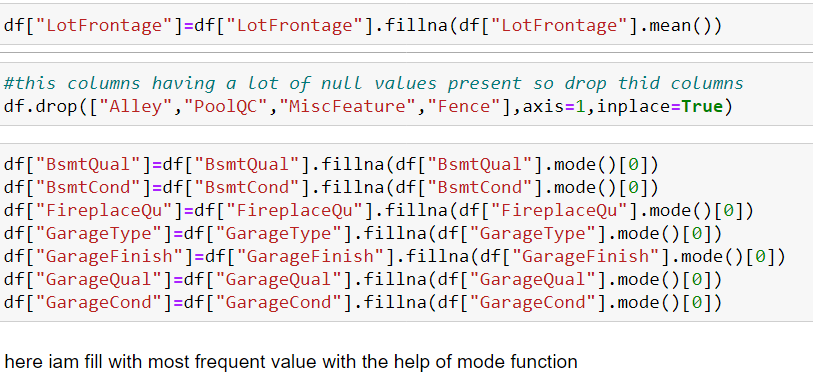 df["LotFrontage"]=df["LotFrontage"].fillna(df["LotFrontage"].mean())
#this columns having a lot of null values present so drop thid columns
df.drop(["Alley","PoolQC","MiscFeature","Fence"],axis=1,inplace=True)
df["BsmtQual"]=df["BsmtQual"].fillna(df["BsmtQual"].mode()[0])
df["BsmtCond"]=df["BsmtCond"].fillna(df["BsmtCond"].mode()[0])
df["FireplaceQu"]=df["FireplaceQu"].fillna(df["FireplaceQu"].mode()[0])
df["GarageType"]=df["GarageType"].fillna(df["GarageType"].mode()[0])
df["GarageFinish"]=df["GarageFinish"].fillna(df["GarageFinish"].mode()[0])
df["GarageQual"]=df["GarageQual"].fillna(df["GarageQual"].mode()[0])
df["GarageCond"]=df["GarageCond"].fillna(df["GarageCond"].mode()[0])
here iam fill with most frequent value with the help of mode function